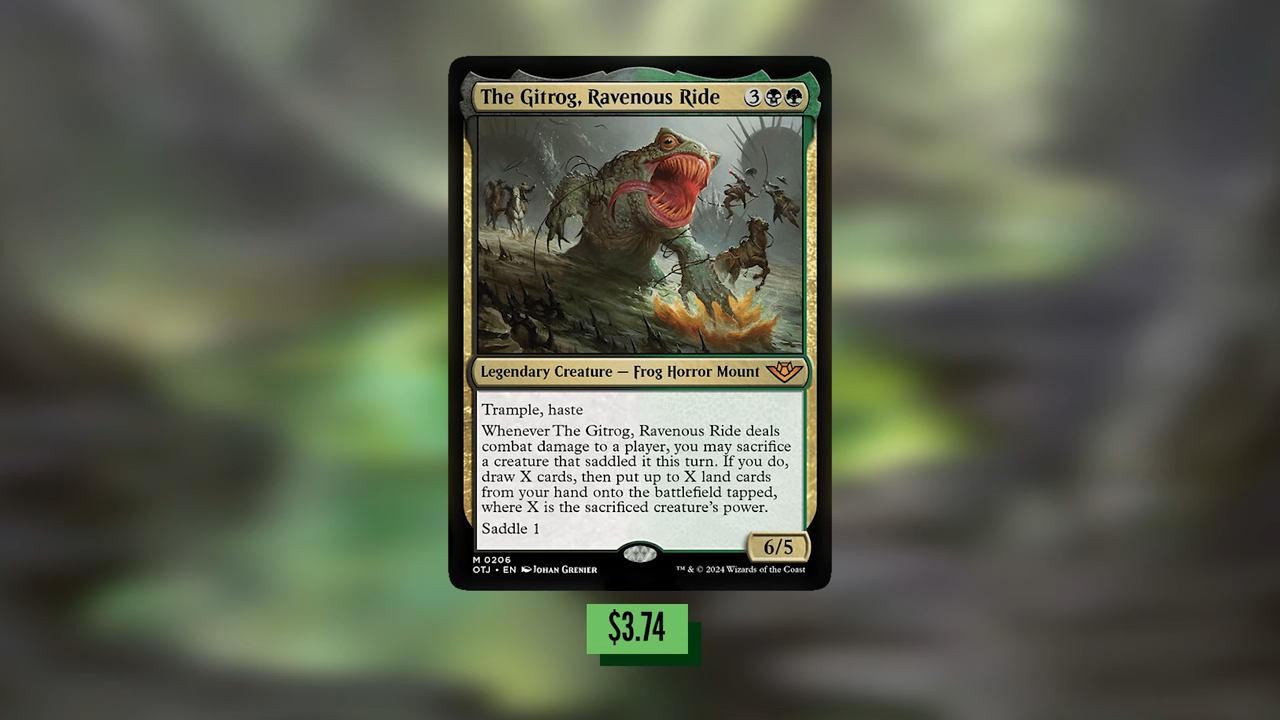 The Gitrog, Ravenous Ride 3
Legendary Creature — Frog Horror Mount
Trample, haste
Whenever The Gitrog, Ravenous Ride deals
combat damage to a player, you may sacrifice
a creature that saddled it this turn. If you do,
draw X cards, then put up to X land cards
from your hand onto the battlefield tapped,
where X is the sacrificed creature's power.
Saddle 1
6/5
M 0206
OTJ • EN Johan Grenier
™ & © 2024 Wizards of the Coast
$3.74